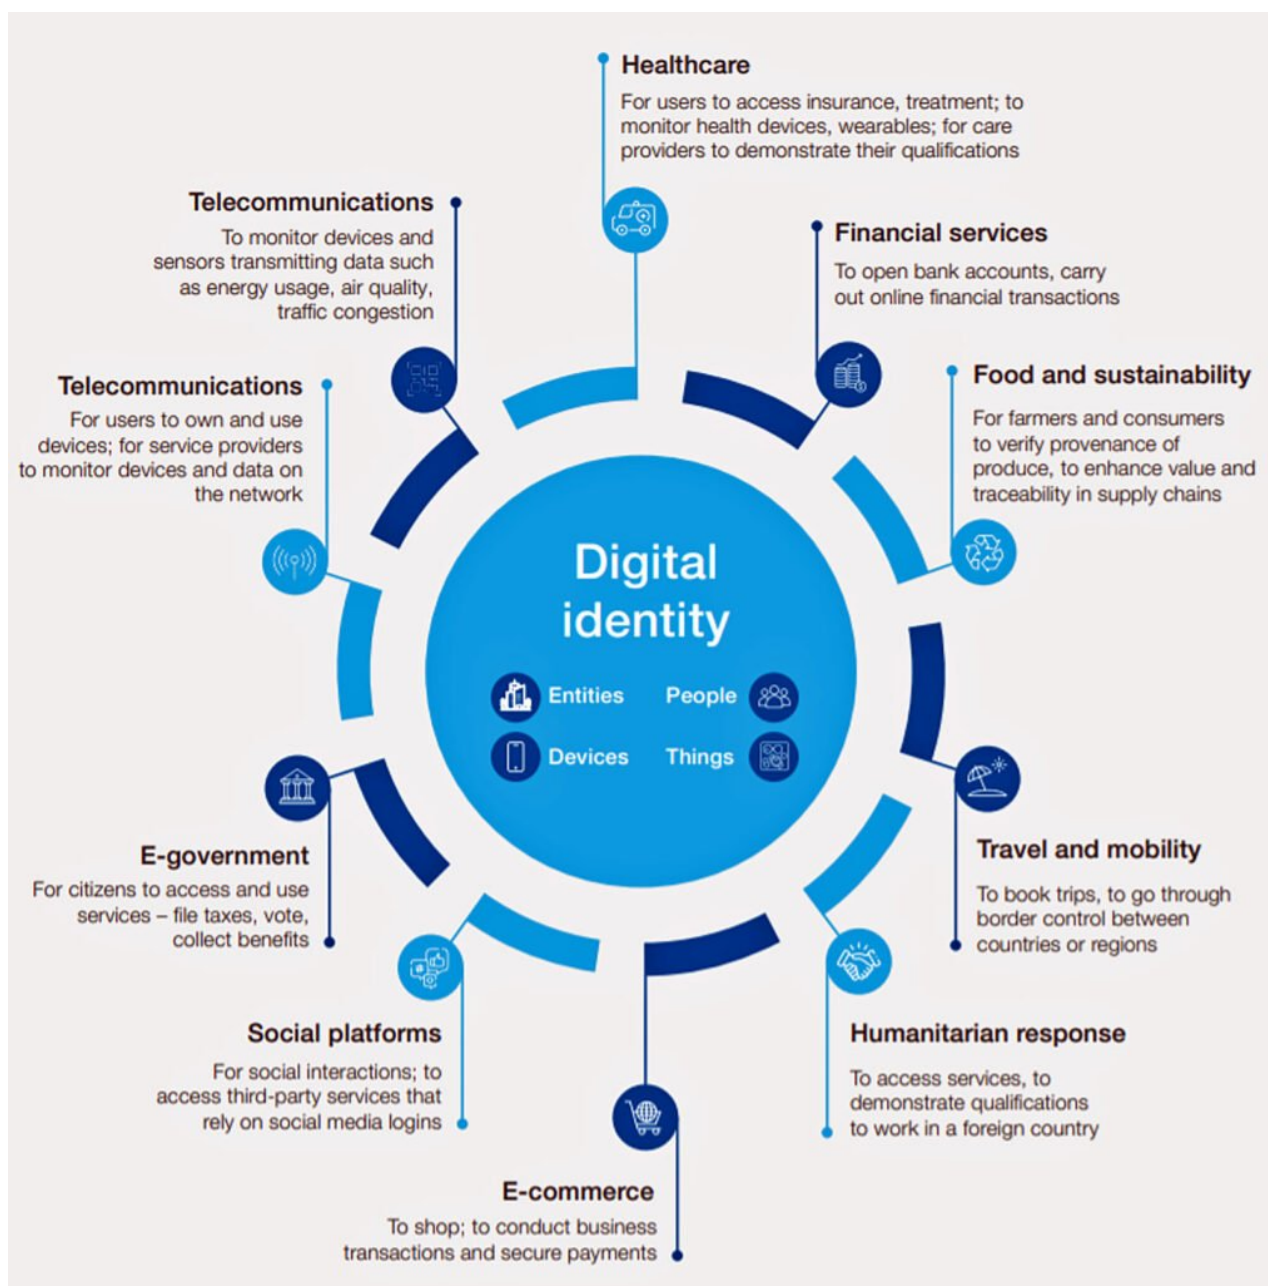 Healthcare
For users to access insurance, treatment; to
monitor health devices, wearables; for care
providers to demonstrate their qualifications
Telecommunications
To monitor devices and
sensors transmitting data such
as energy usage, air quality,
traffic congestion
Financial services
To open bank accounts, carry
out online financial transactions
Telecommunications
For users to own and use
devices; for service providers
to monitor devices and data on
the network
Food and sustainability
For farmers and consumers
to verify provenance of
produce, to enhance value and
traceability in supply chains
Digital
identity
Entities
People
Devices
Things
E-government
For citizens to access and use
services – file taxes, vote,
collect benefits
Travel and mobility
To book trips, to go through
border control between
countries or regions
Social platforms
For social interactions; to
access third-party services that
rely on social media logins
Humanitarian response
To access services, to
demonstrate qualifications
to work in a foreign country
E-commerce
To shop; to conduct business
transactions and secure payments